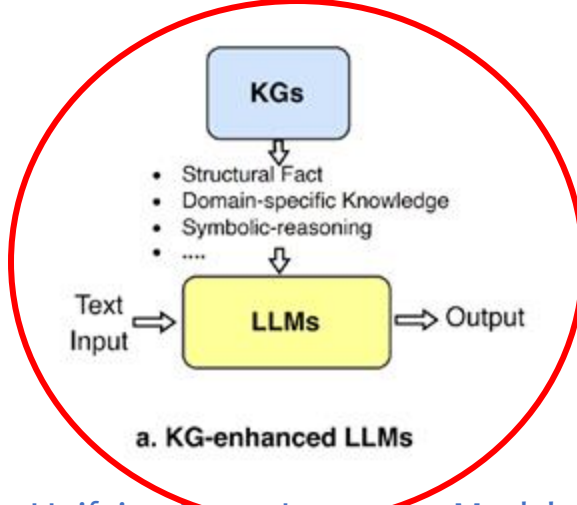 KGs
• Structural Fact
• Domain-specific Knowledge
• Symbolic-reasoning
• ....
Text
Input
LLMs
Output
a. KG-enhanced LLMs